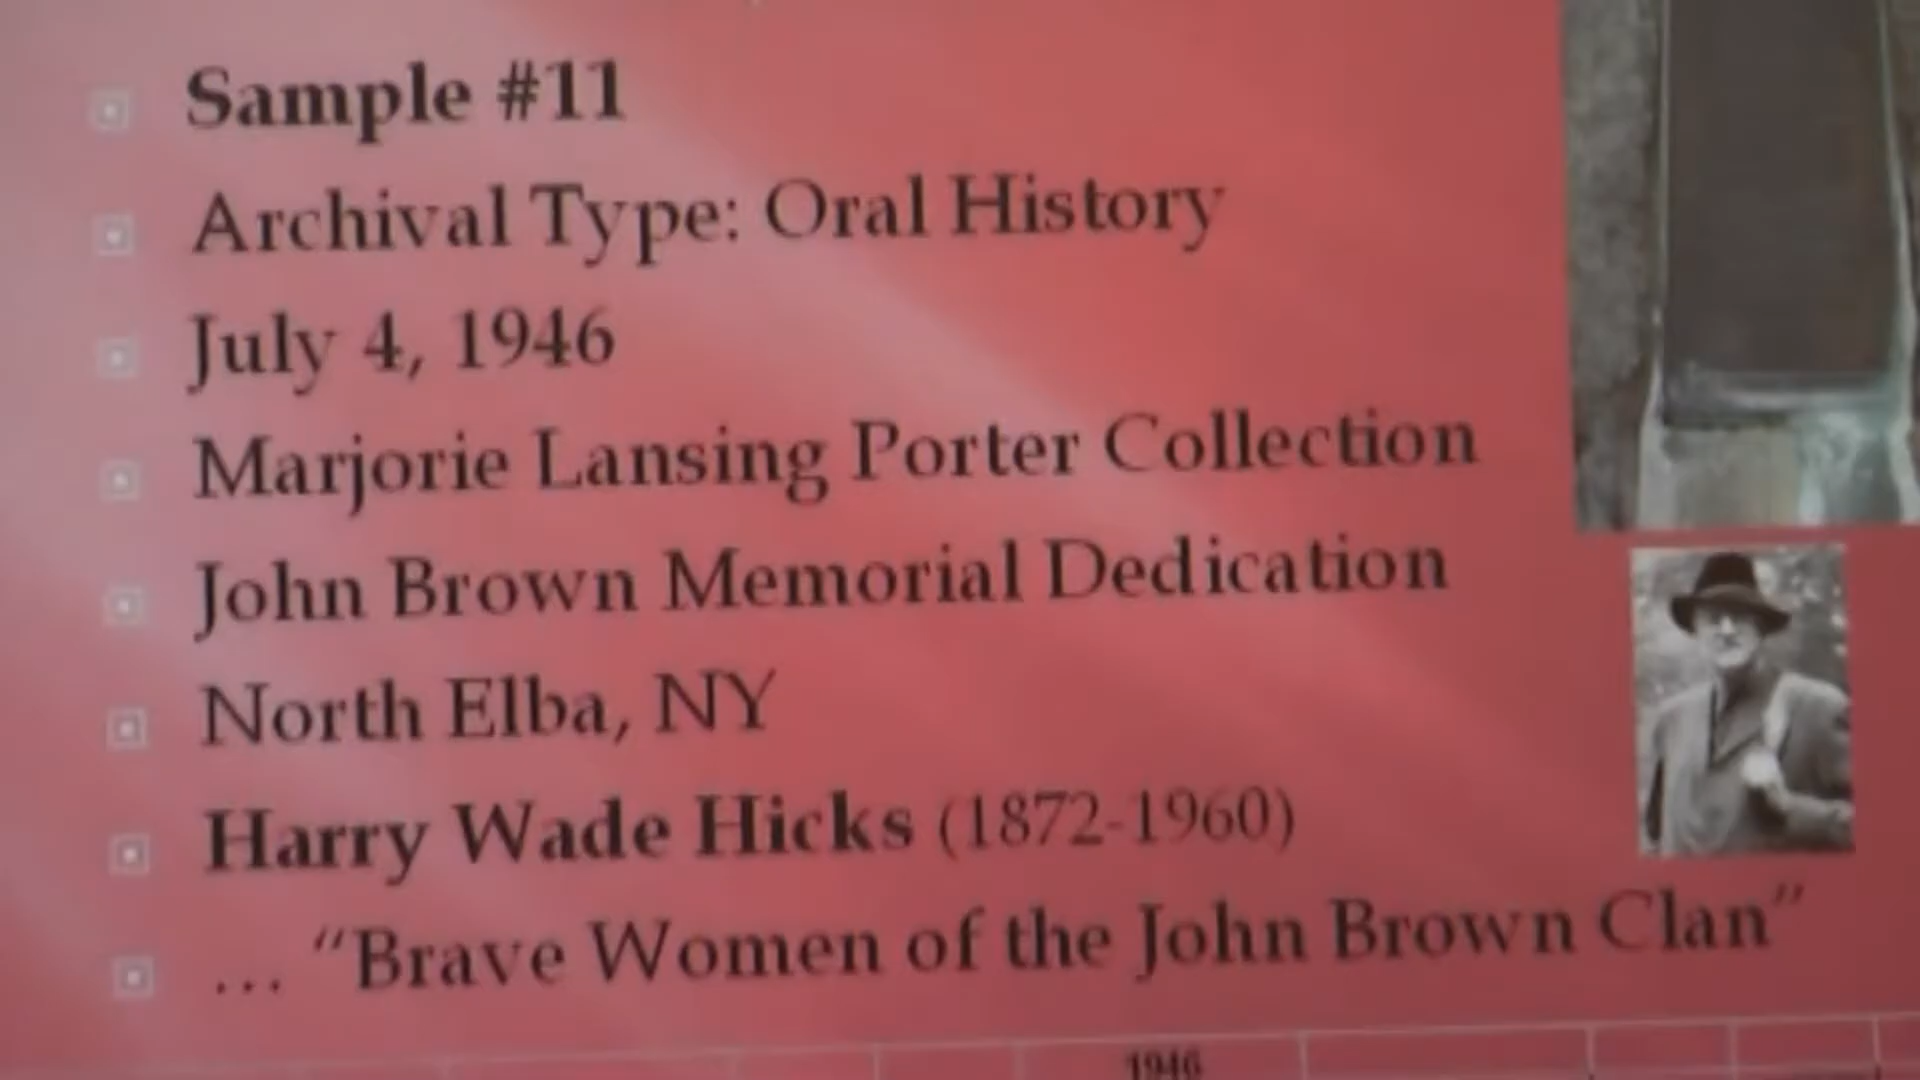 Sample #11
Archival Type: Oral History
July 4, 1946
Marjorie Lansing Porter Collection
John Brown Memorial Dedication
North Elba, NY
Harry Wade Hicks (1872-1960)
... "Brave Women of the John Brown Clan"
1946